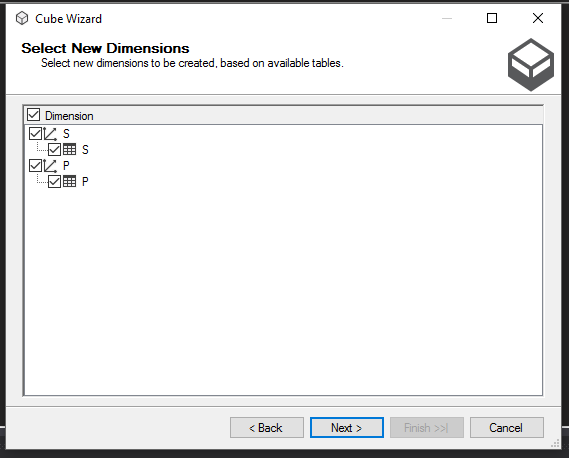 Cube Wizard
Select New Dimensions
Select new dimensions to be created, based on available tables.
Dimension
S
S
P
P
< Back
Next >
Finish >>|
Cancel